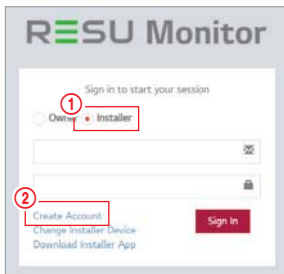 RESU Monitor
Sign in to start your session
1
Owner Installer
2
Create Account
Sign In
Change Installer Device
Download Installer App